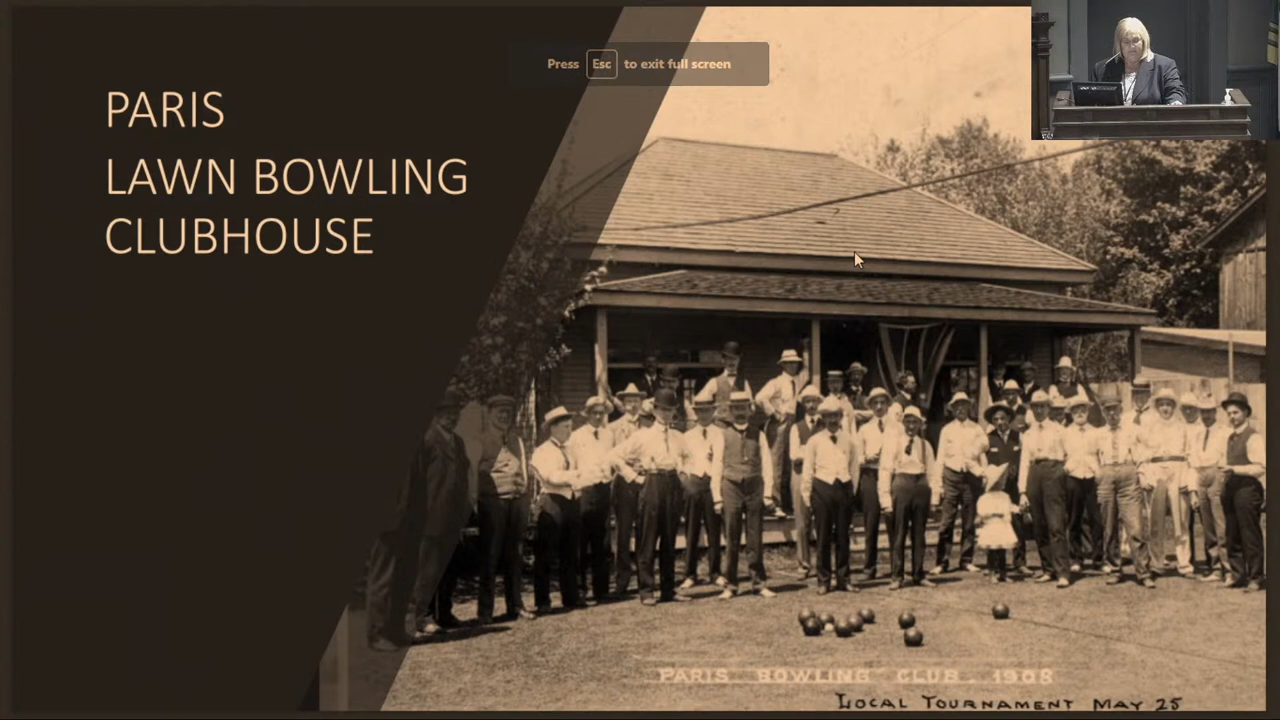 PARIS
LAWN BOWLING
CLUBHOUSE
Press Esc to exit full screen
PARIS BOWLING CLUB. 1908
LOCAL TOURNAMENT MAY 25